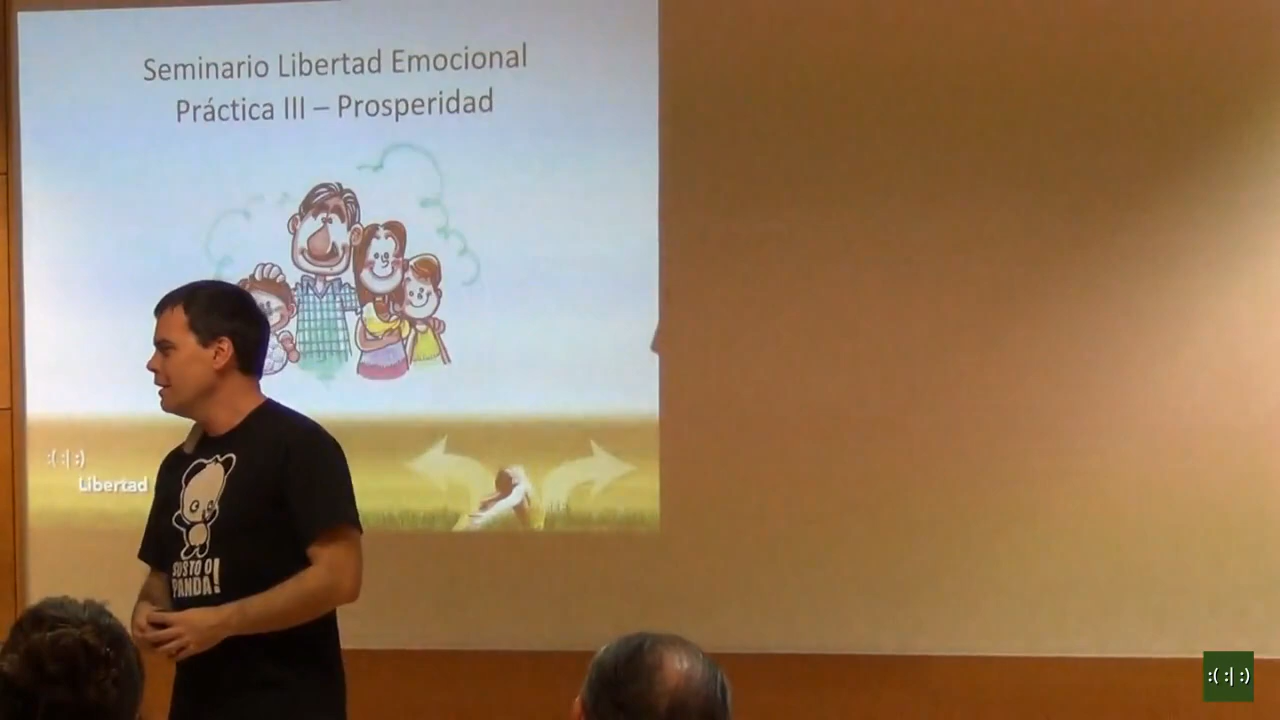 Seminario Libertad Emocional
Práctica III – Prosperidad
:( :| :)
Libertad
SUSTO O
PANDA!
:( :| :)